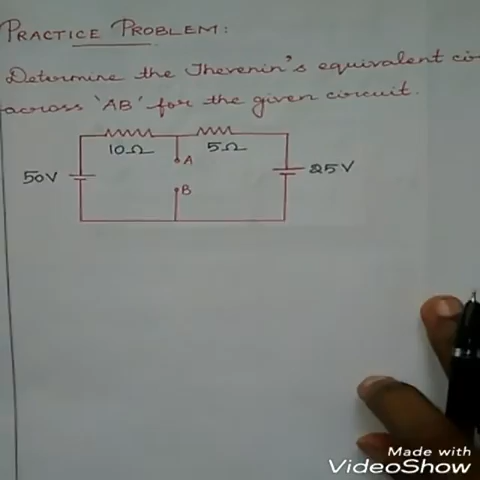 PRACTICE PROBLEM:
Determine the Thevenin's equivalent
across 'AB' for the given circuit.
10Ω
5Ω
A
50V
25V
B
Made with
VideoShow